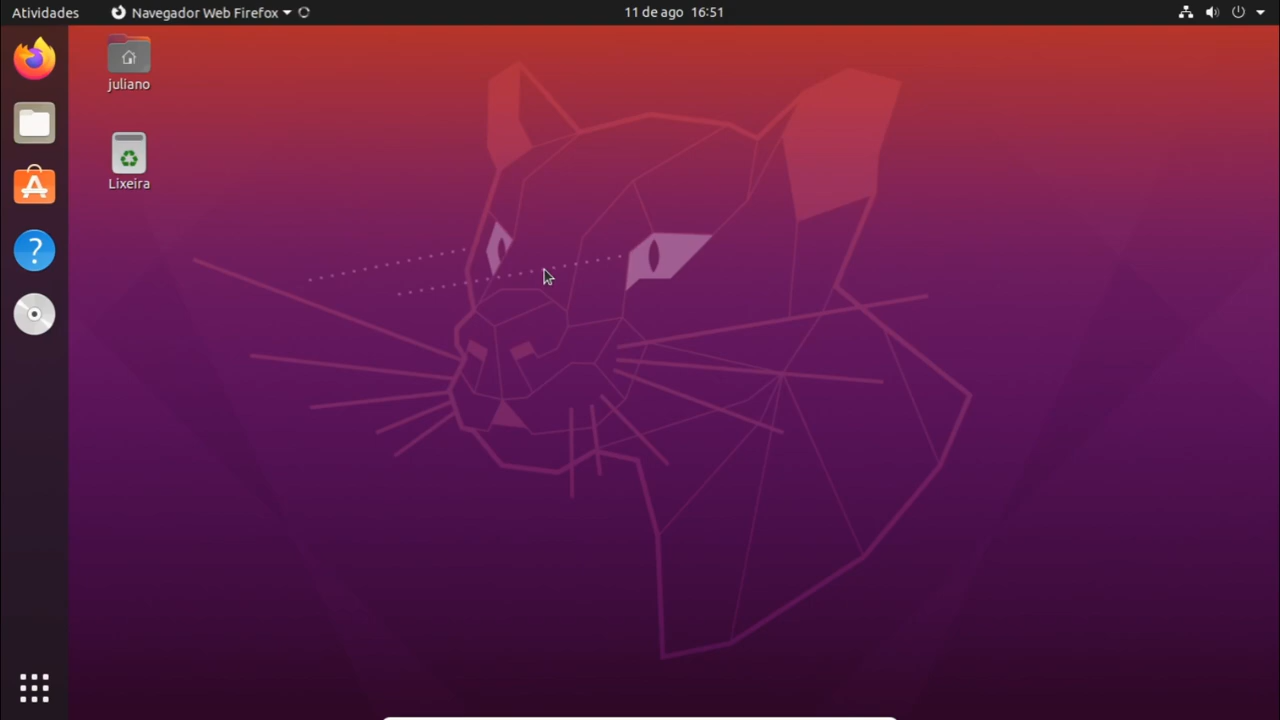 Atividades
Navegador Web Firefox
11 de ago 16:51
juliano
Lixeira